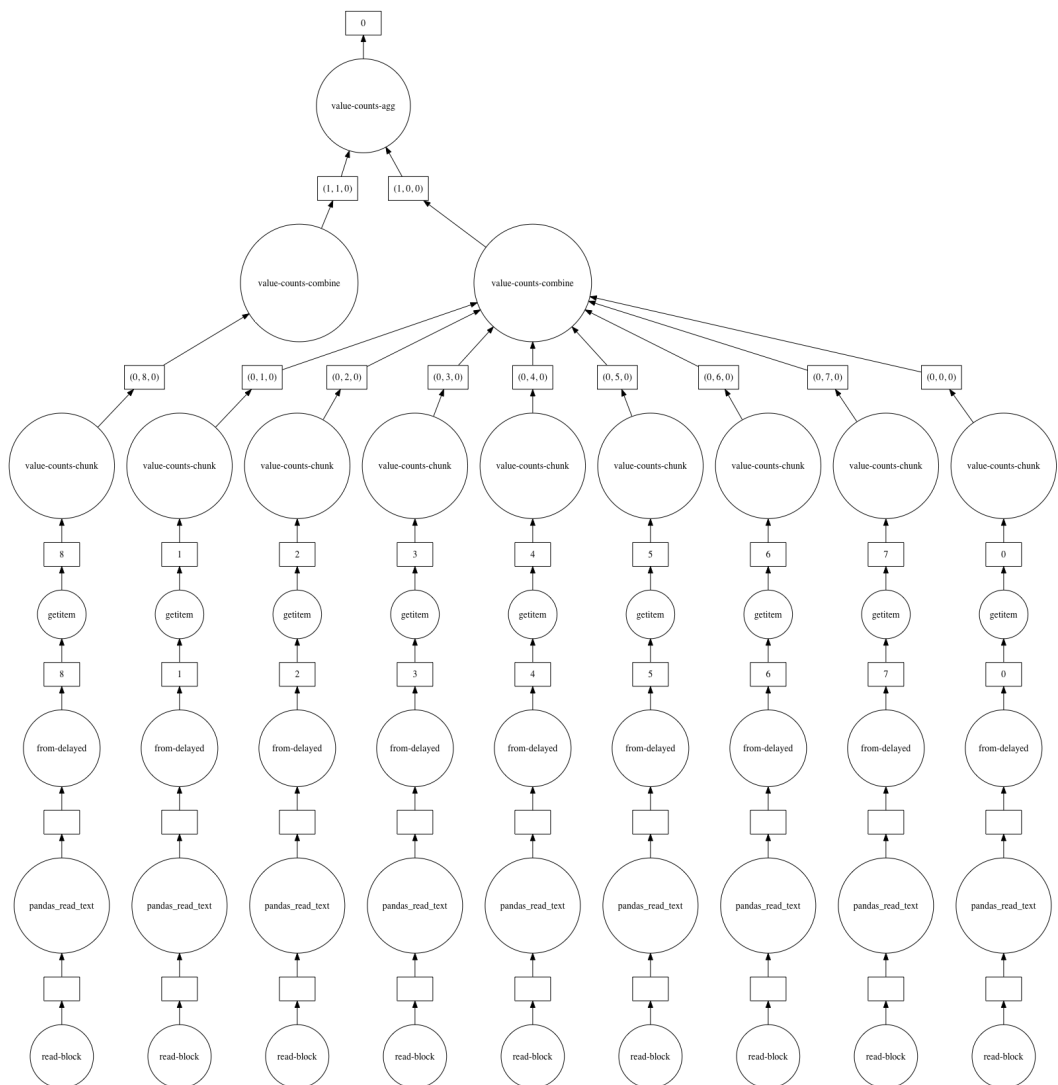 0
value-counts-agg
(1, 1, 0) (1, 0, 0)
value-counts-combine value-counts-combine
(0, 8, 0) (0, 1, 0) (0, 2, 0) (0, 3, 0) (0, 4, 0) (0, 5, 0) (0, 6, 0) (0, 7, 0) (0, 0, 0)
value-counts-chunk value-counts-chunk value-counts-chunk value-counts-chunk value-counts-chunk value-counts-chunk value-counts-chunk value-counts-chunk value-counts-chunk
8 1 2 3 4 5 6 7 0
getitem getitem getitem getitem getitem getitem getitem getitem getitem
8 1 2 3 4 5 6 7 0
from-delayed from-delayed from-delayed from-delayed from-delayed from-delayed from-delayed from-delayed from-delayed
pandas_read_text pandas_read_text pandas_read_text pandas_read_text pandas_read_text pandas_read_text pandas_read_text pandas_read_text pandas_read_text
read-block read-block read-block read-block read-block read-block read-block read-block read-block